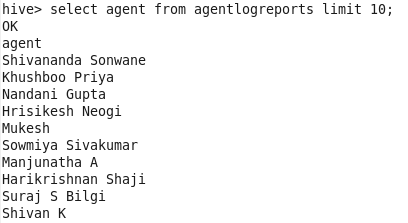 hive> select agent from agentlogreports limit 10;
OK
agent
Shivananda Sonwane
Khushboo Priya
Nandani Gupta
Hrisikesh Neogi
Mukesh
Sowmiya Sivakumar
Manjunatha A
Harikrishnan Shaji
Suraj S Bilgi
Shivan K